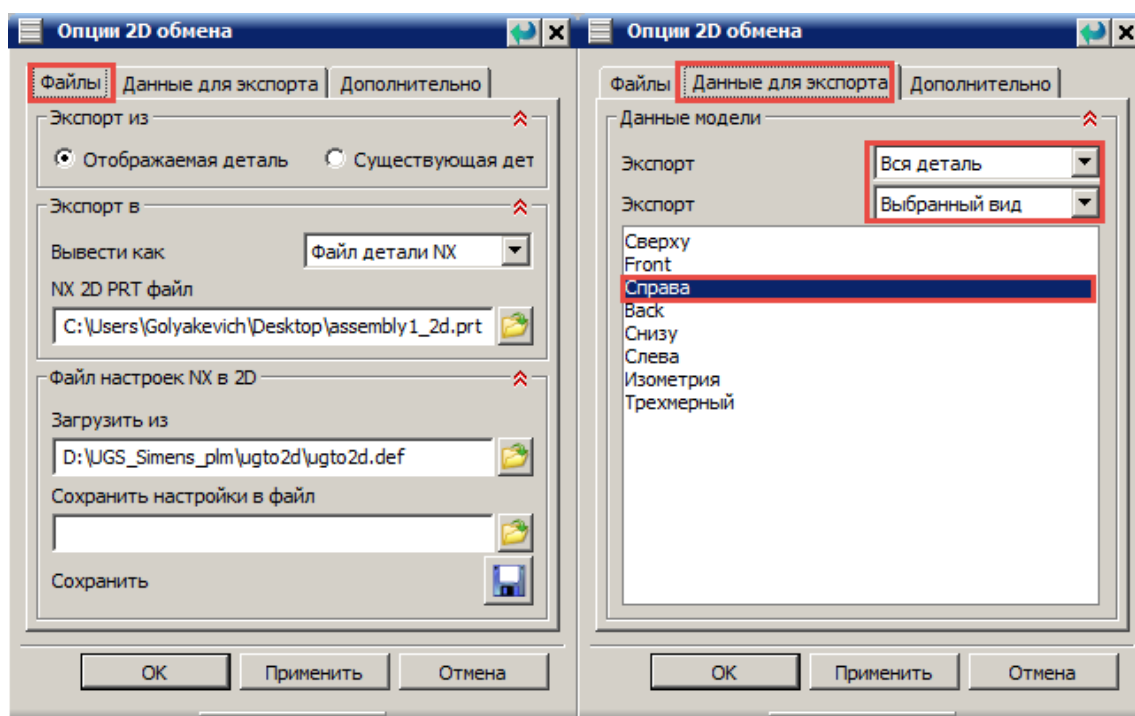 Опции 2D обмена
Файлы Данные для экспорта Дополнительно
Экспорт из
Отображаемая деталь Существующая дет
Экспорт в
Вывести как Файл детали NX
NX 2D PRT файл
C:\Users\Golyakevich\Desktop\assembly1_2d.prt
Файл настроек NX в 2D
Загрузить из
D:\UGS_Simens_plm\ugto2d\ugto2d.def
Сохранить настройки в файл
Сохранить
ОК Применить Отмена
Опции 2D обмена
Файлы Данные для экспорта Дополнительно
Данные модели
Экспорт Вся деталь
Экспорт Выбранный вид
Сверху
Front
Справа
Back
Снизу
Слева
Изометрия
Трехмерный
ОК Применить Отмена